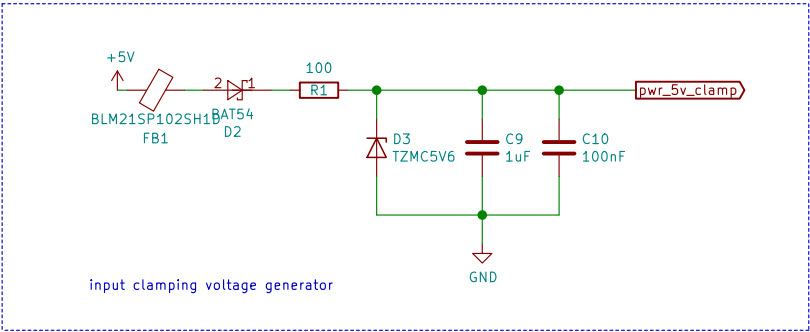 +5V
2
1
100
R1
pwr_5v_clamp
BAT54
BLM21SP102SH1D
D2
FB1
D3
TZMC5V6
C9
1uF
C10
100nF
GND
input clamping voltage generator